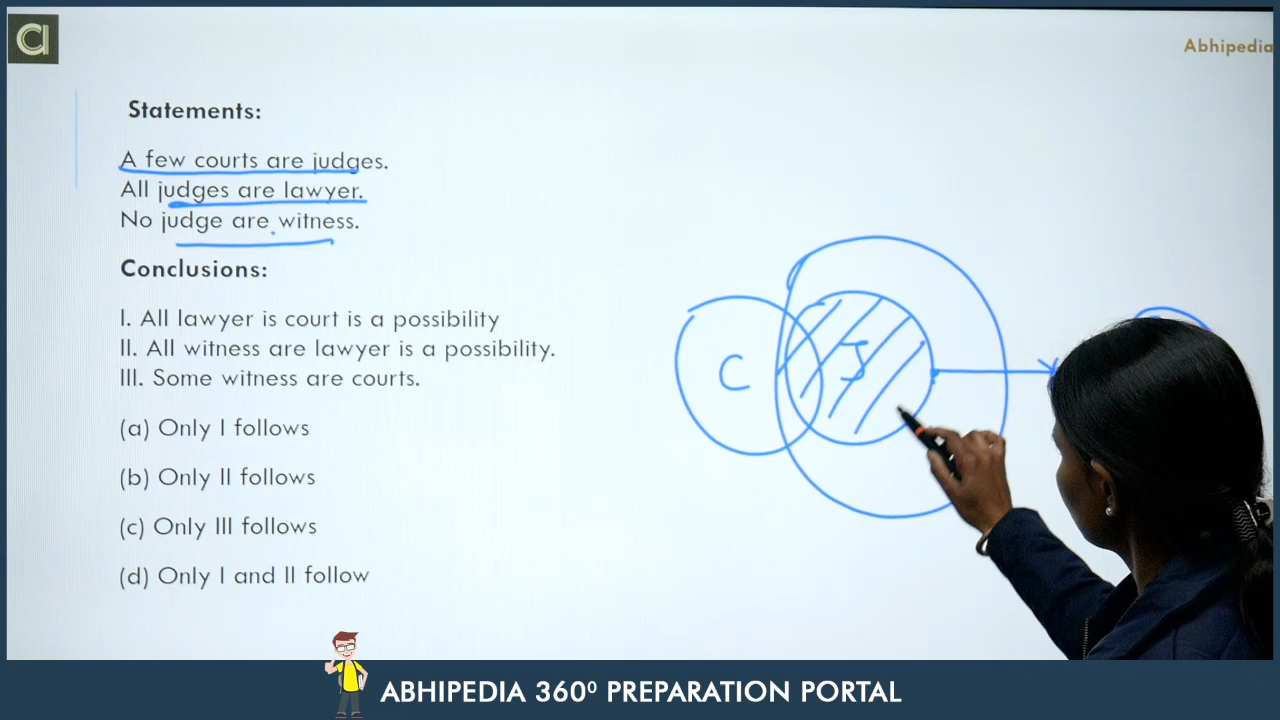 a
Abhipedia
Statements:
A few courts are judges.
All judges are lawyer.
No judge are witness.
Conclusions:
I. All lawyer is court is a possibility
II. All witness are lawyer is a possibility.
III. Some witness are courts.
(a) Only I follows
(b) Only II follows
(c) Only III follows
(d) Only I and II follow
C
J
ABHIPEDIA 360⁰ PREPARATION PORTAL